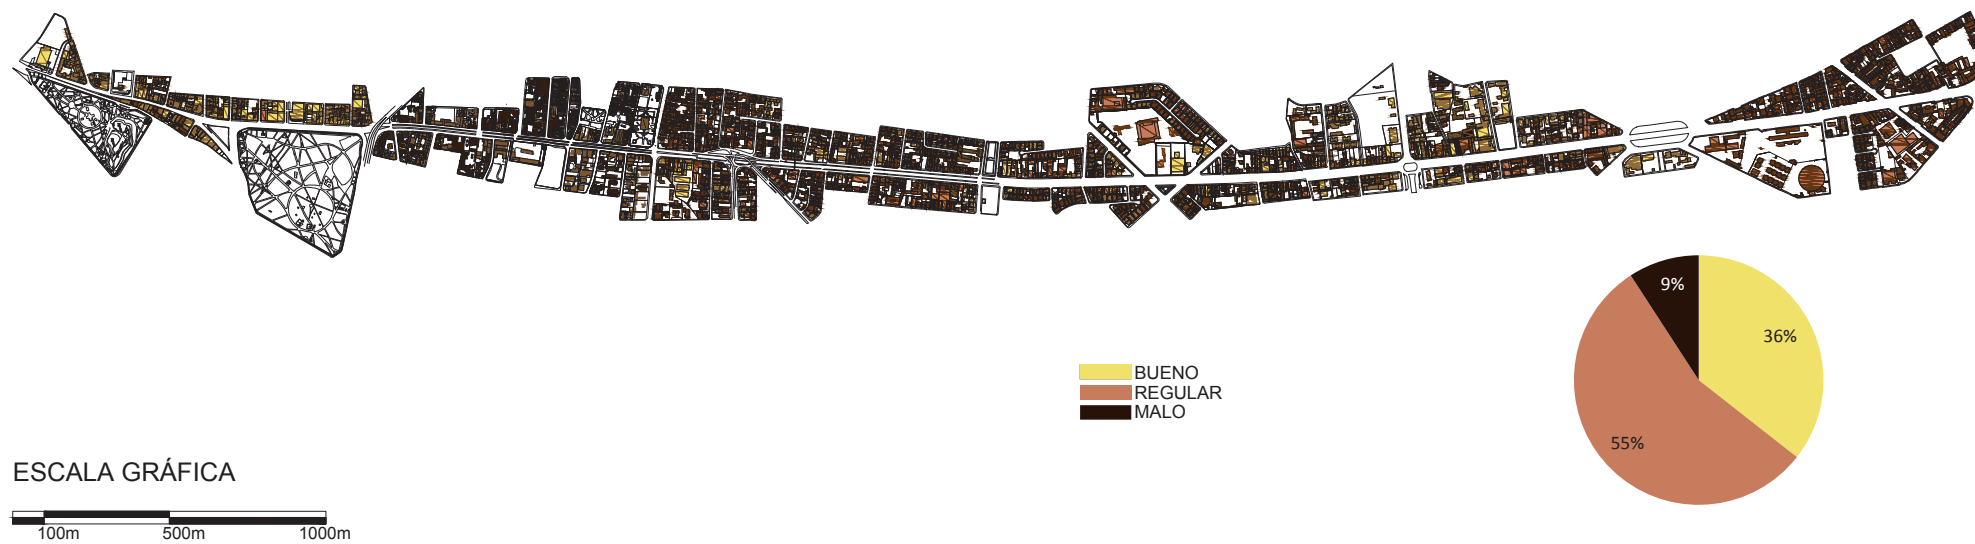 9%
36%
BUENO
REGULAR
MALO
55%
ESCALA GRÁFICA
100m 500m 1000m